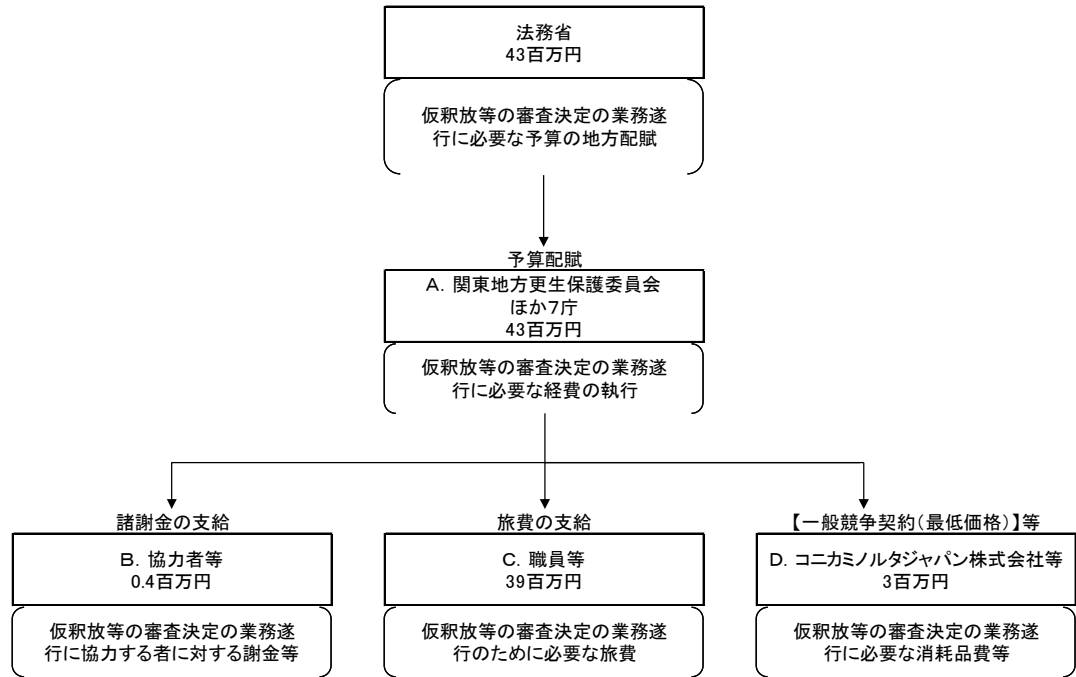 法務省
43百万円
仮釈放等の審査決定の業務遂
行に必要な予算の地方配賦
予算配賦
A．関東地方更生保護委員会
ほか７庁
43百万円
仮釈放等の審査決定の業務遂
行に必要な経費の執行
諸謝金の支給
B．協力者等
0.4百万円
仮釈放等の審査決定の業務遂
行に協力する者に対する謝金等
旅費の支給
C．職員等
39百万円
仮釈放等の審査決定の業務遂
行のために必要な旅費
【一般競争契約（最低価格）】等
D．コニカミノルタジャパン株式会社等
3百万円
仮釈放等の審査決定の業務遂
行に必要な消耗品費等